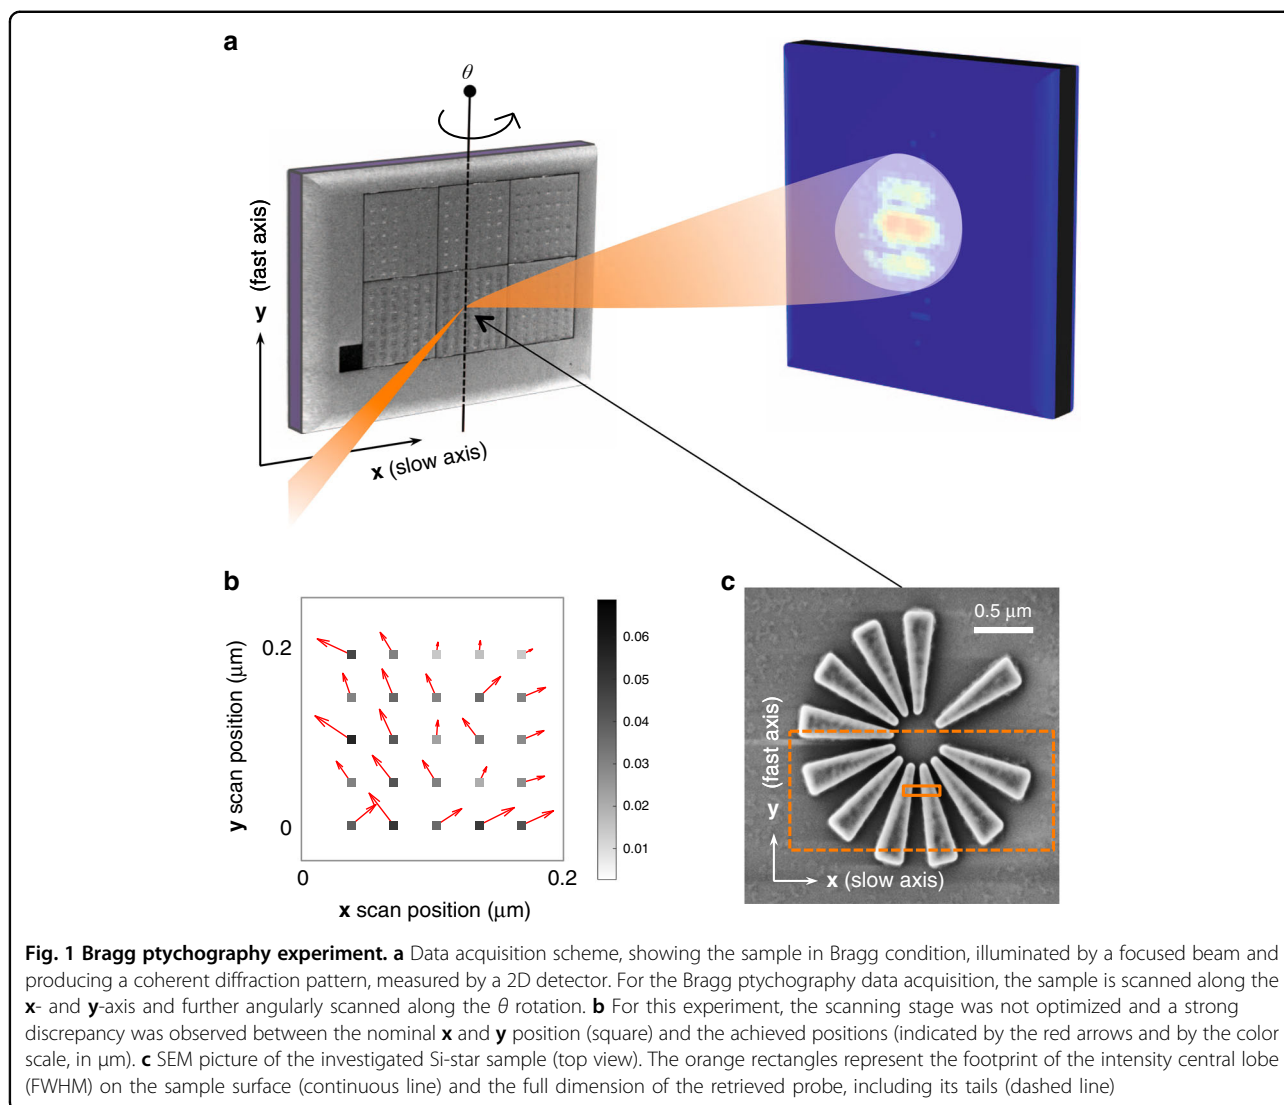 a
θ
y (fast axis)
x (slow axis)
b
y scan position (μm)
0.2
0
0
0.2
x scan position (μm)
0.06
0.05
0.04
0.03
0.02
0.01
c
0.5 μm
y (fast axis)
x (slow axis)
Fig. 1 Bragg ptychography experiment. a Data acquisition scheme, showing the sample in Bragg condition, illuminated by a focused beam and
producing a coherent diffraction pattern, measured by a 2D detector. For the Bragg ptychography data acquisition, the sample is scanned along the
x- and y-axis and further angularly scanned along the θ rotation. b For this experiment, the scanning stage was not optimized and a strong
discrepancy was observed between the nominal x and y position (square) and the achieved positions (indicated by the red arrows and by the color
scale, in μm). c SEM picture of the investigated Si-star sample (top view). The orange rectangles represent the footprint of the intensity central lobe
(FWHM) on the sample surface (continuous line) and the full dimension of the retrieved probe, including its tails (dashed line)